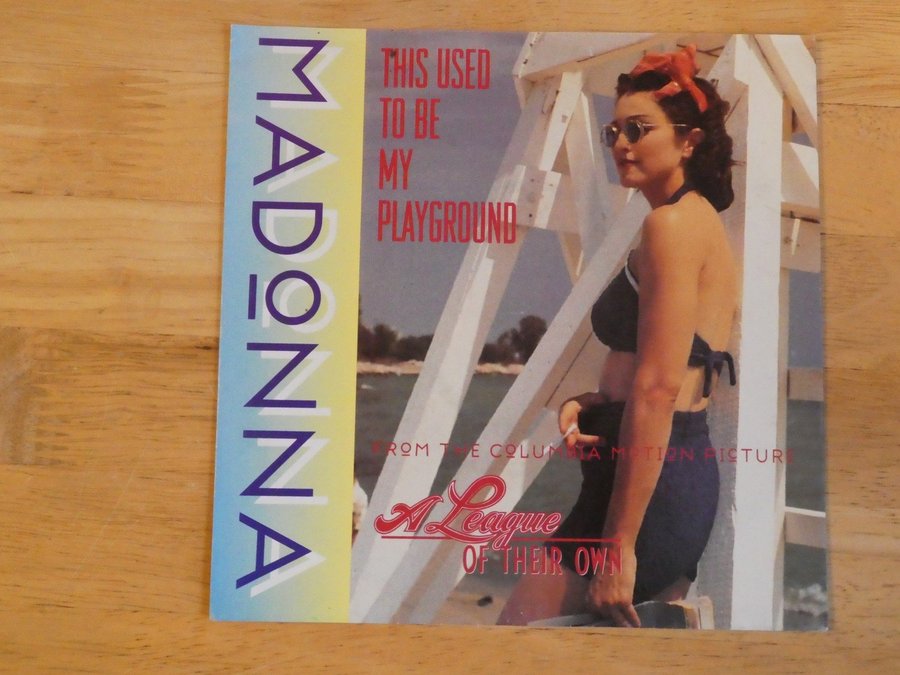 MADONNA
THIS USED
TO BE
MY
PLAYGROUND
FROM THE COLUMBIA MOTION PICTURE
A League
OF THEIR OWN